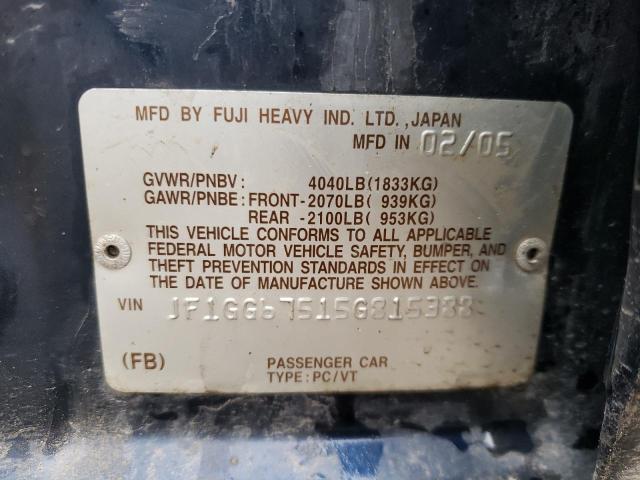 MFD BY FUJI HEAVY IND. LTD.,JAPAN
MFD IN 02/05
GVWR/PNBV : 4040LB(1833KG)
GAWR/PNBE : FRONT-2070LB( 939KG)
REAR -2100LB( 953KG)
THIS VEHICLE CONFORMS TO ALL APPLICABLE
FEDERAL MOTOR VEHICLE SAFETY, BUMPER, AND
THEFT PREVENTION STANDARDS IN EFFECT ON
THE DATE OF MANUFACTURE SHOWN ABOVE.
VIN JF1GG67515G815388
(FB) PASSENGER CAR
TYPE : PC/VT